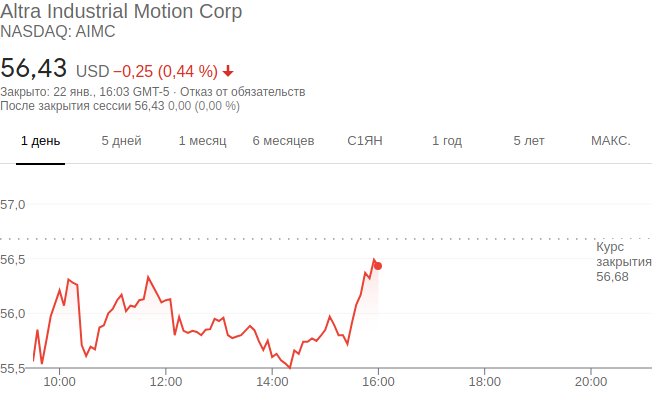 Altra Industrial Motion Corp
NASDAQ: AIMC
56,43 USD −0,25 (0,44 %)
Закрыто: 22 янв., 16:03 GMT-5 · Отказ от обязательств
После закрытия сессии 56,43 0,00 (0,00 %)
1 день 5 дней 1 месяц 6 месяцев С1ЯН 1 год 5 лет МАКС.
57,0
Курс
закрытия
56,68
56,5
56,0
55,5
10:00 12:00 14:00 16:00 18:00 20:00